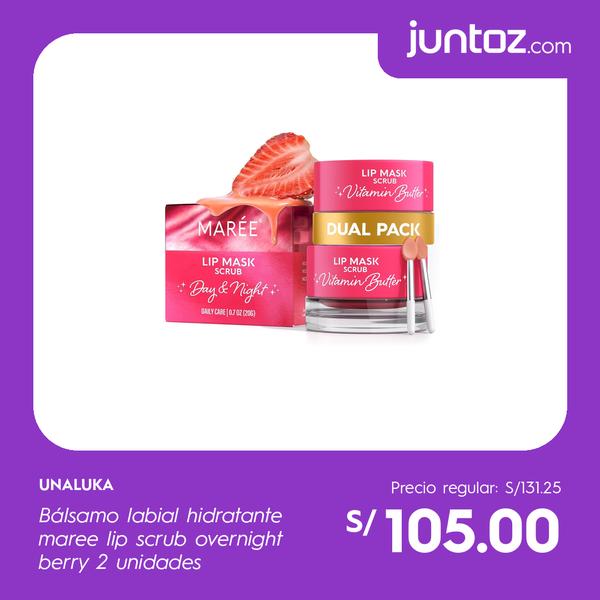 juntoz.com
MARÉE
LIP MASK
SCRUB
Day & Night
DAILY CARE | 0.7 OZ (20G)
LIP MASK
SCRUB
Vitamin Butter
DUAL PACK
LIP MASK
SCRUB
Vitamin Butter
UNALUKA
Bálsamo labial hidratante
maree lip scrub overnight
berry 2 unidades
Precio regular: S/131.25
S/ 105.00